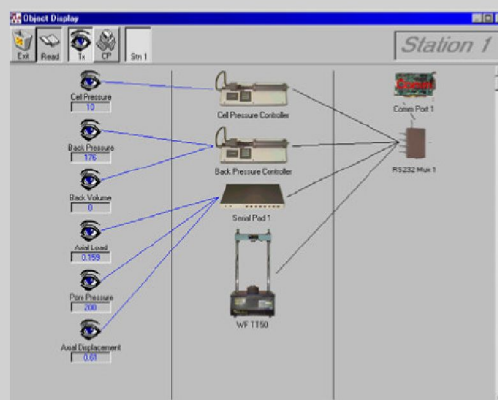 Object Display
Exit
Read
Tx
CP
Stn 1
Station 1
Cell Pressure
10
Back Pressure
176
Back Volume
0
Axial Load
0.159
Pore Pressure
200
Axial Displacement
0.61
Cell Pressure Controller
Back Pressure Controller
Serial Pad 1
WF TT50
Comm
Comm Port 1
RS232 Mux 1